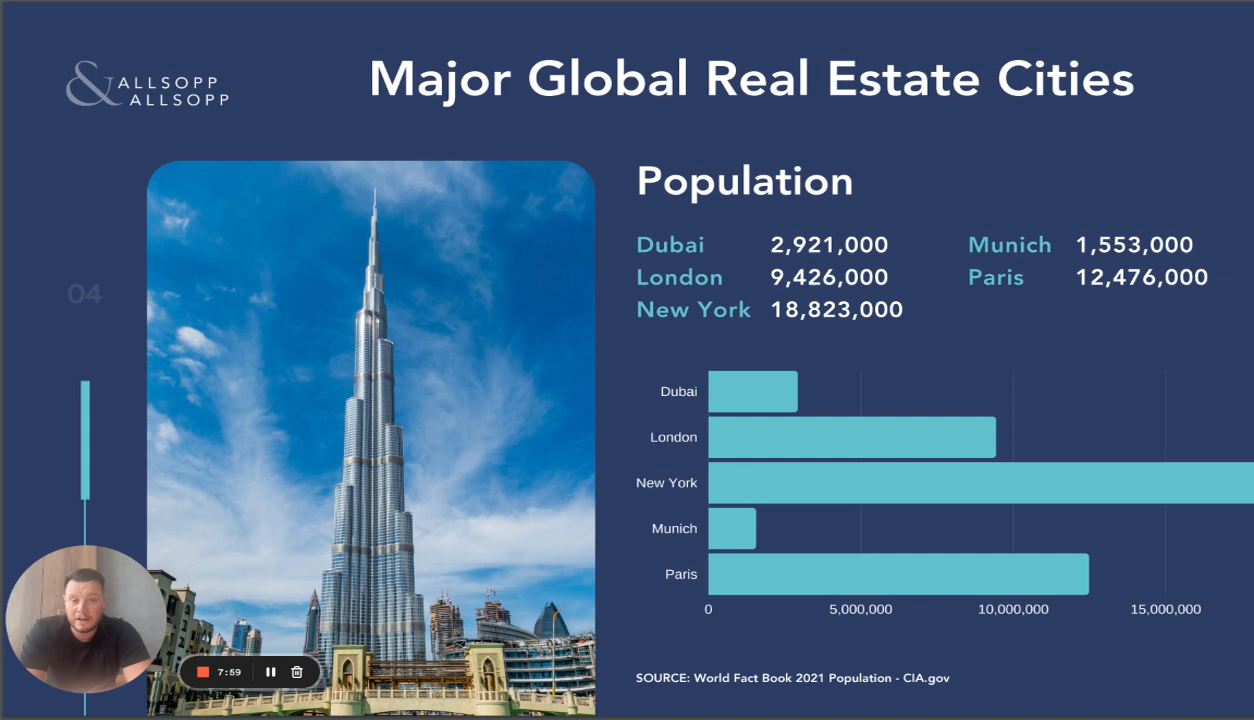 &
ALLSOPP
ALLSOPP
Major Global Real Estate Cities
Population
Dubai 2,921,000
London 9,426,000
New York 18,823,000
Munich 1,553,000
Paris 12,476,000
04
Dubai
London
New York
Munich
Paris
0 5,000,000 10,000,000 15,000,000
7:59
SOURCE: World Fact Book 2021 Population - CIA.gov